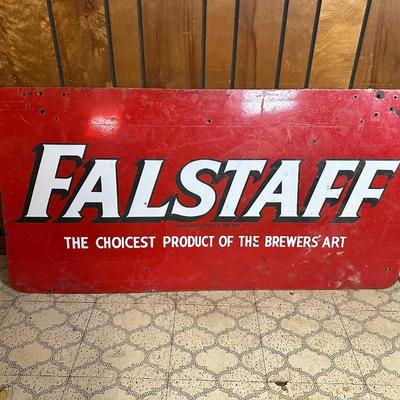 FALSTAFF
THE CHOICEST PRODUCT OF THE BREWERS' ART